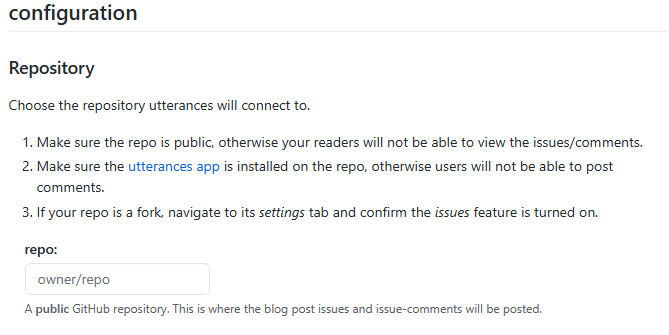 configuration
Repository
Choose the repository utterances will connect to.
1. Make sure the repo is public, otherwise your readers will not be able to view the issues/comments.
2. Make sure the utterances app is installed on the repo, otherwise users will not be able to post
comments.
3. If your repo is a fork, navigate to its settings tab and confirm the issues feature is turned on.
repo:
owner/repo
A public GitHub repository. This is where the blog post issues and issue-comments will be posted.